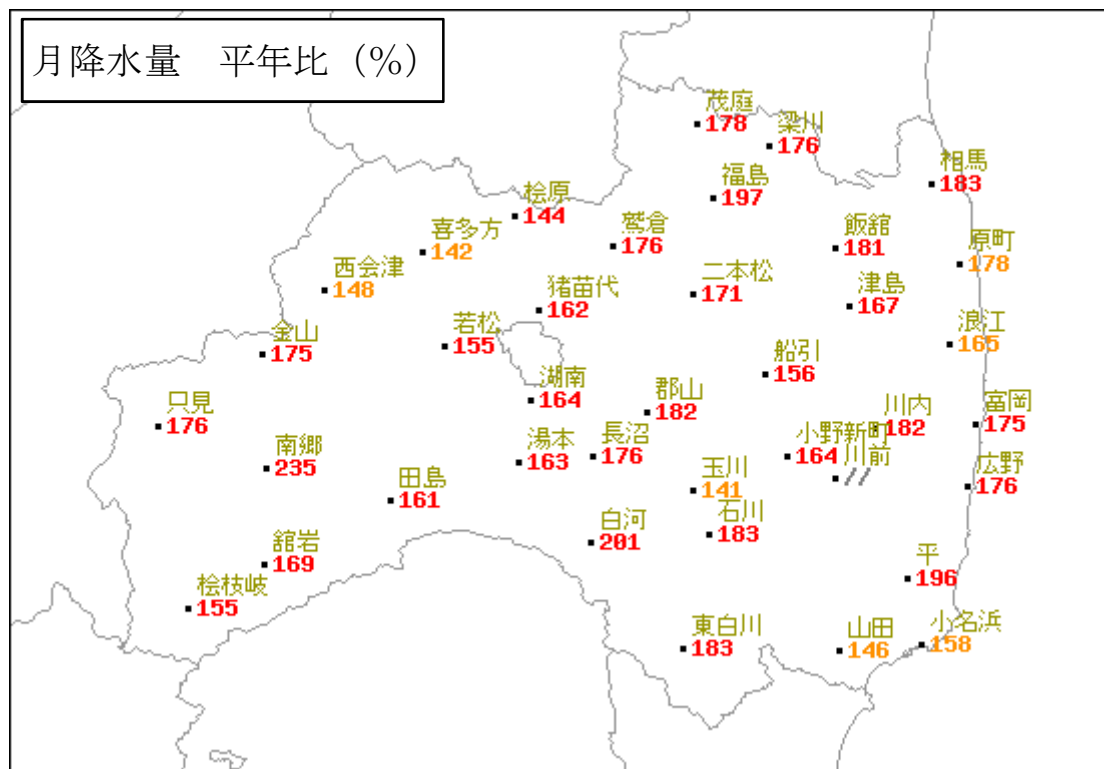 月降水量　平年比（%）
茂庭
178
梁川
176
相馬
183
福島
197
桧原
144
鷲倉
176
喜多方
142
飯舘
181
原町
178
西会津
148
二本松
171
猪苗代
162
津島
167
金山
175
若松
155
浪江
165
船引
156
湖南
164
郡山
182
只見
176
川内
182
富岡
175
南郷
235
湯本
163
長沼
176
小野新町
164
川前
//
広野
176
田島
161
玉川
141
石川
183
白河
201
舘岩
169
平
196
桧枝岐
155
東白川
183
山田
146
小名浜
158